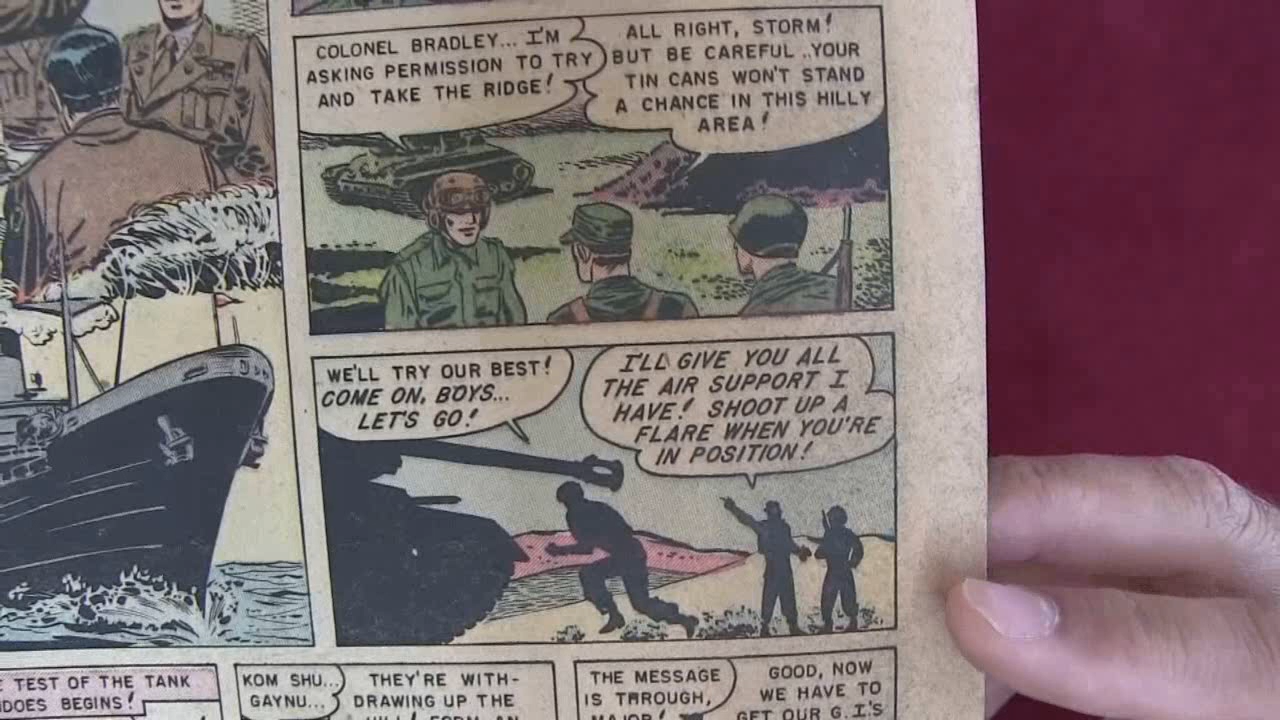 COLONEL BRADLEY... I'M
ASKING PERMISSION TO TRY
AND TAKE THE RIDGE!
ALL RIGHT, STORM!
BUT BE CAREFUL..YOUR
TIN CANS WON'T STAND
A CHANCE IN THIS HILLY
AREA!
WE'LL TRY OUR BEST!
COME ON, BOYS...
LET'S GO!
I'LL GIVE YOU ALL
THE AIR SUPPORT I
HAVE! SHOOT UP A
FLARE WHEN YOU'RE
IN POSITION!
TEST OF THE TANK
BEGINS!
KOM SHU...
GAYNU...
THEY'RE WITH-
DRAWING UP THE
THE MESSAGE
IS THROUGH,
MAJOR!
GOOD, NOW
WE HAVE TO
GET OUR G.I.'S